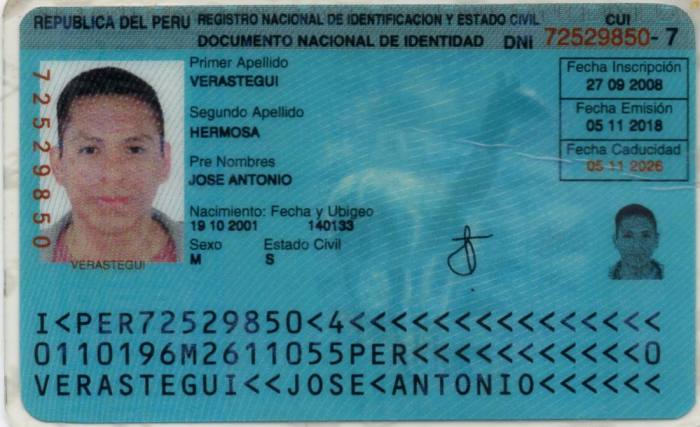 REPUBLICA DEL PERU REGISTRO NACIONAL DE IDENTIFICACION Y ESTADO CIVIL
DOCUMENTO NACIONAL DE IDENTIDAD DNI
CUI
72529850-7
72529850
Primer Apellido
VERASTEGUI
Segundo Apellido
HERMOSA
Pre Nombres
JOSE ANTONIO
Nacimiento: Fecha y Ubigeo
19 10 2001 140133
Sexo Estado Civil
M S
Fecha Inscripción
27 09 2008
Fecha Emisión
05 11 2018
Fecha Caducidad
05 11 2026
VERASTEGUI
I<PER72529850<4<<<<<<<<<<<<<<<
0110196M2611055PER<<<<<<<<<<<0
VERASTEGUI<<JOSE<ANTONIO<<<<<<